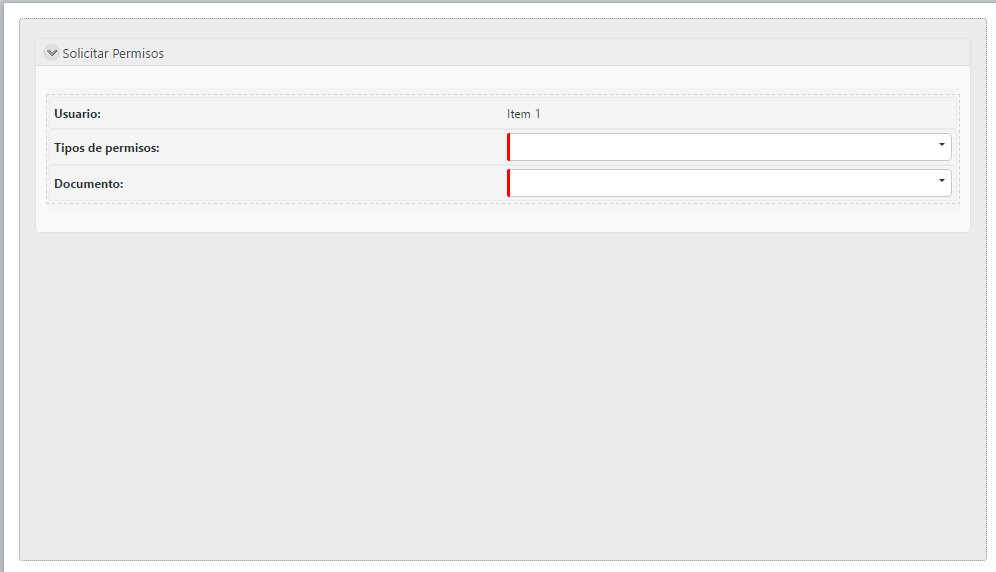 Solicitar Permisos
Usuario: Item 1
Tipos de permisos:
Documento: